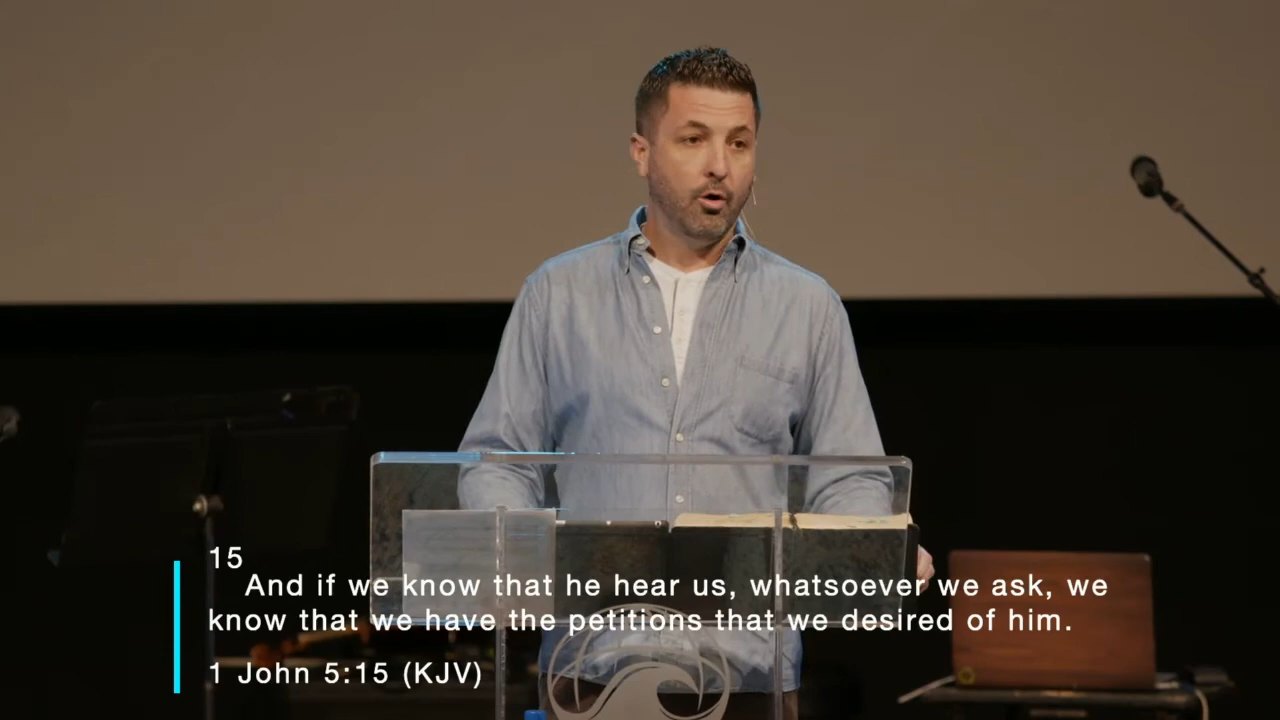 15
And if we know that he hear us, whatsoever we ask, we
know that we have the petitions that we desired of him.
1 John 5:15 (KJV)